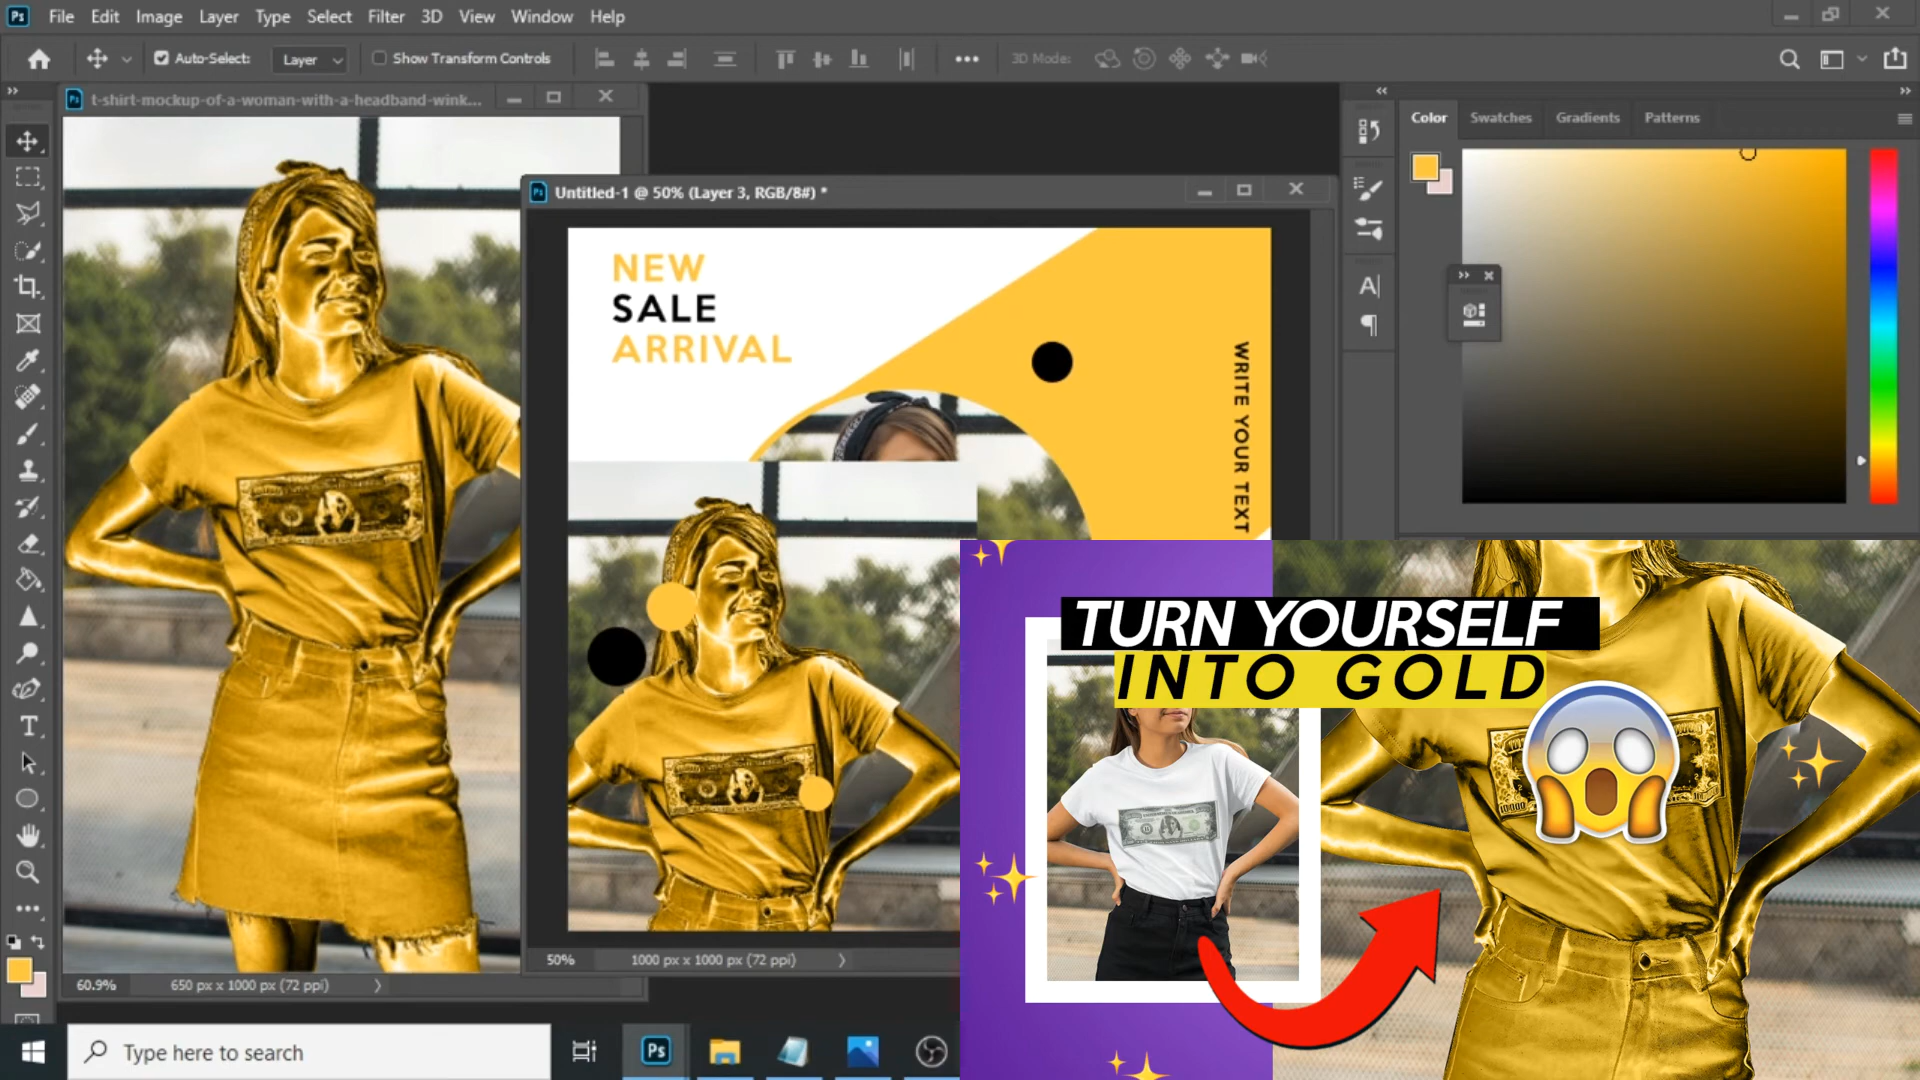 Ps File Edit Image Layer Type Select Filter 3D View Window Help
Auto-Select: Layer Show Transform Controls 3D Mode:
t-shirt-mockup-of-a-woman-with-a-headband-wink...
Color Swatches Gradients Patterns
Untitled-1 @ 50% (Layer 3, RGB/8#) *
NEW
SALE
ARRIVAL
WRITE YOUR TEXT
TURN YOURSELF
INTO GOLD
50% 1000 px x 1000 px (72 ppi)
60.9% 650 px x 1000 px (72 ppi)
Type here to search
Ps